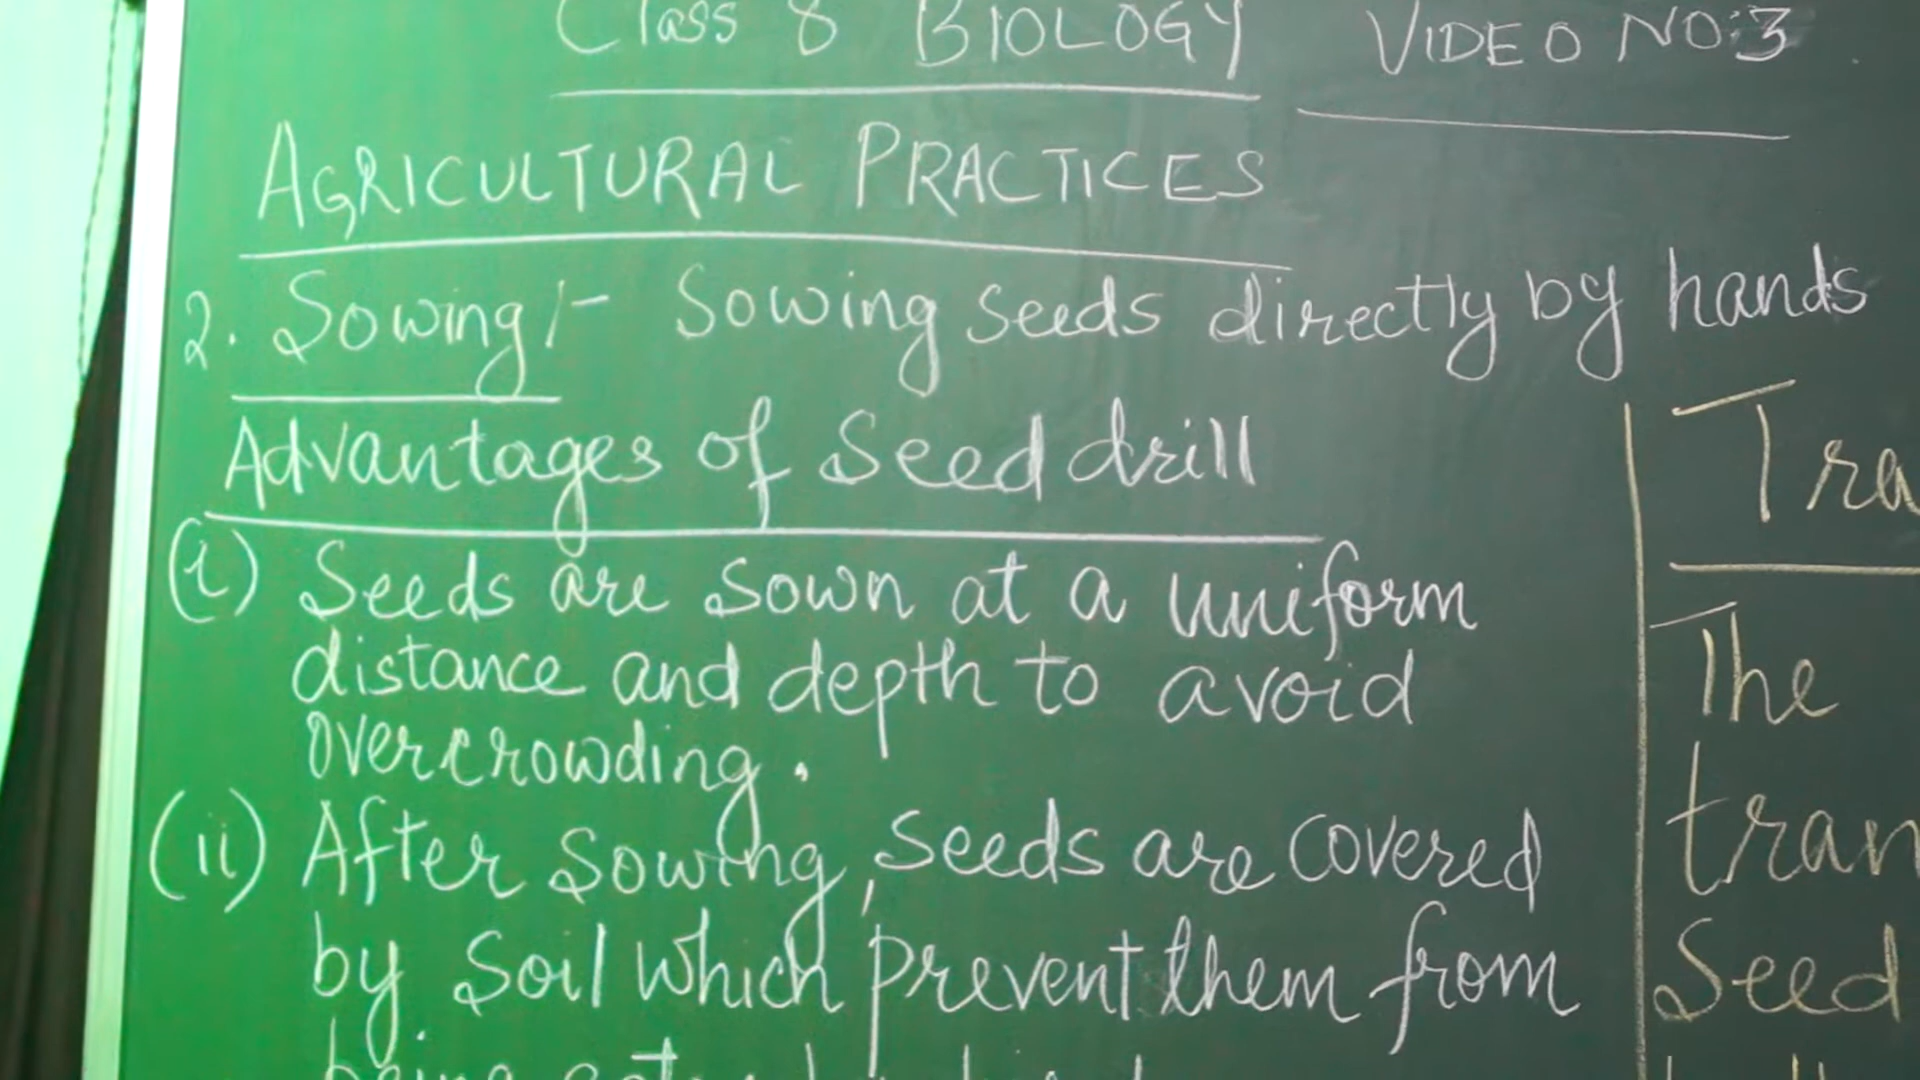 Class 8 BIOLOGY VIDEO NO:3
AGRICULTURAL PRACTICES
2. Sowing :- Sowing seeds directly by hands
Advantages of Seed drill
(i) Seeds are sown at a uniform
distance and depth to avoid
overcrowding.
(ii) After sowing, seeds are covered
by soil which prevent them from
being
Tra
The
tran
Seed